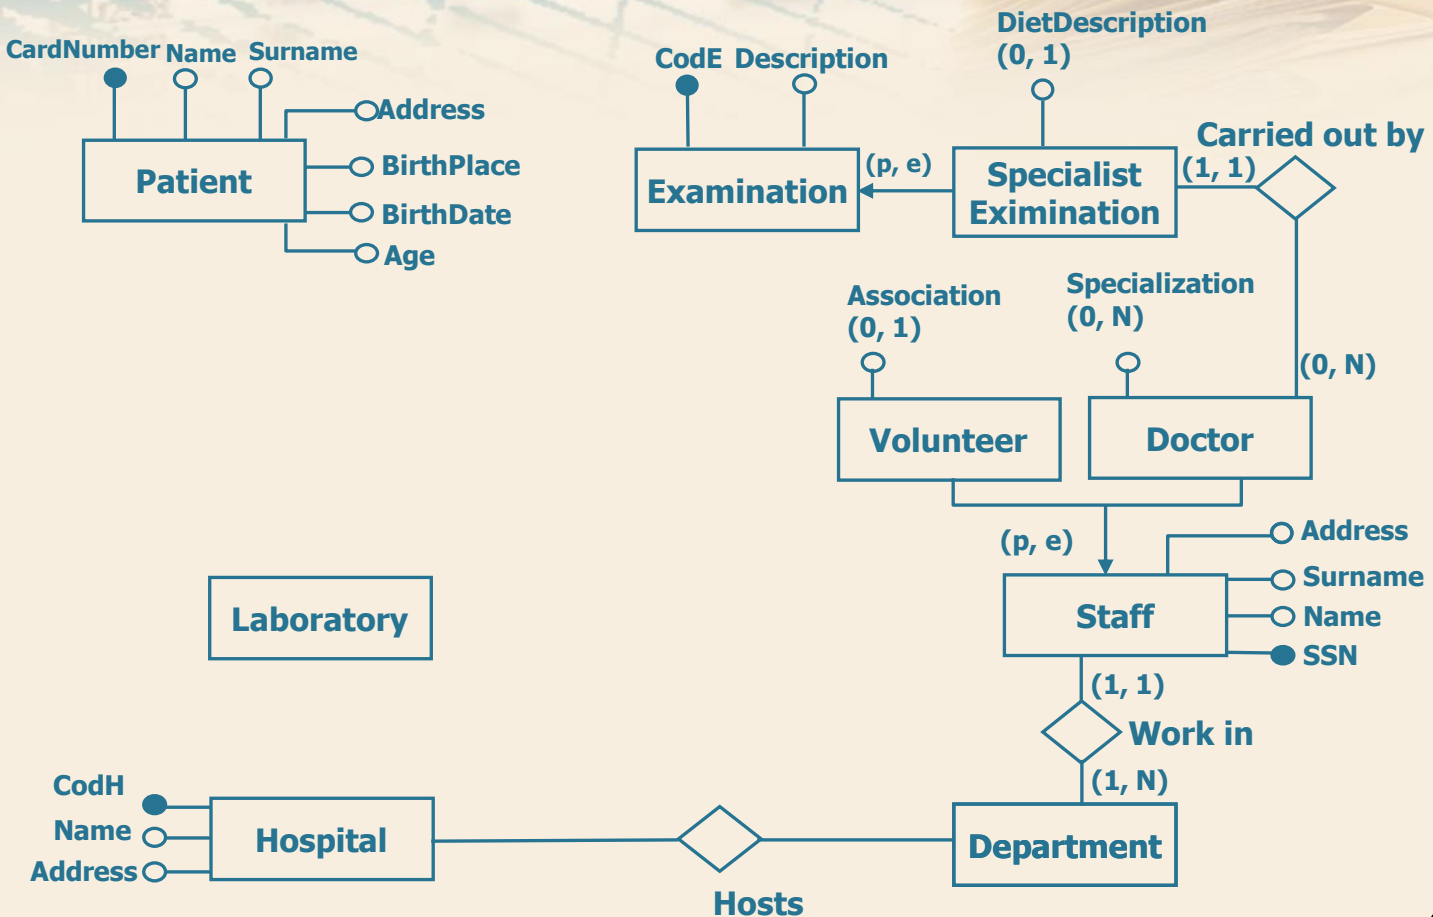 DietDescription
(0, 1)
CardNumber Name Surname
CodE Description
Address
Carried out by
Patient
BirthPlace
BirthDate
Age
Examination
(p, e)
Specialist
Eximination
(1, 1)
Association
(0, 1)
Specialization
(0, N)
(0, N)
Volunteer
Doctor
(p, e)
Address
Surname
Name
SSN
Laboratory
Staff
(1, 1)
Work in
(1, N)
CodH
Name
Address
Hospital
Department
Hosts